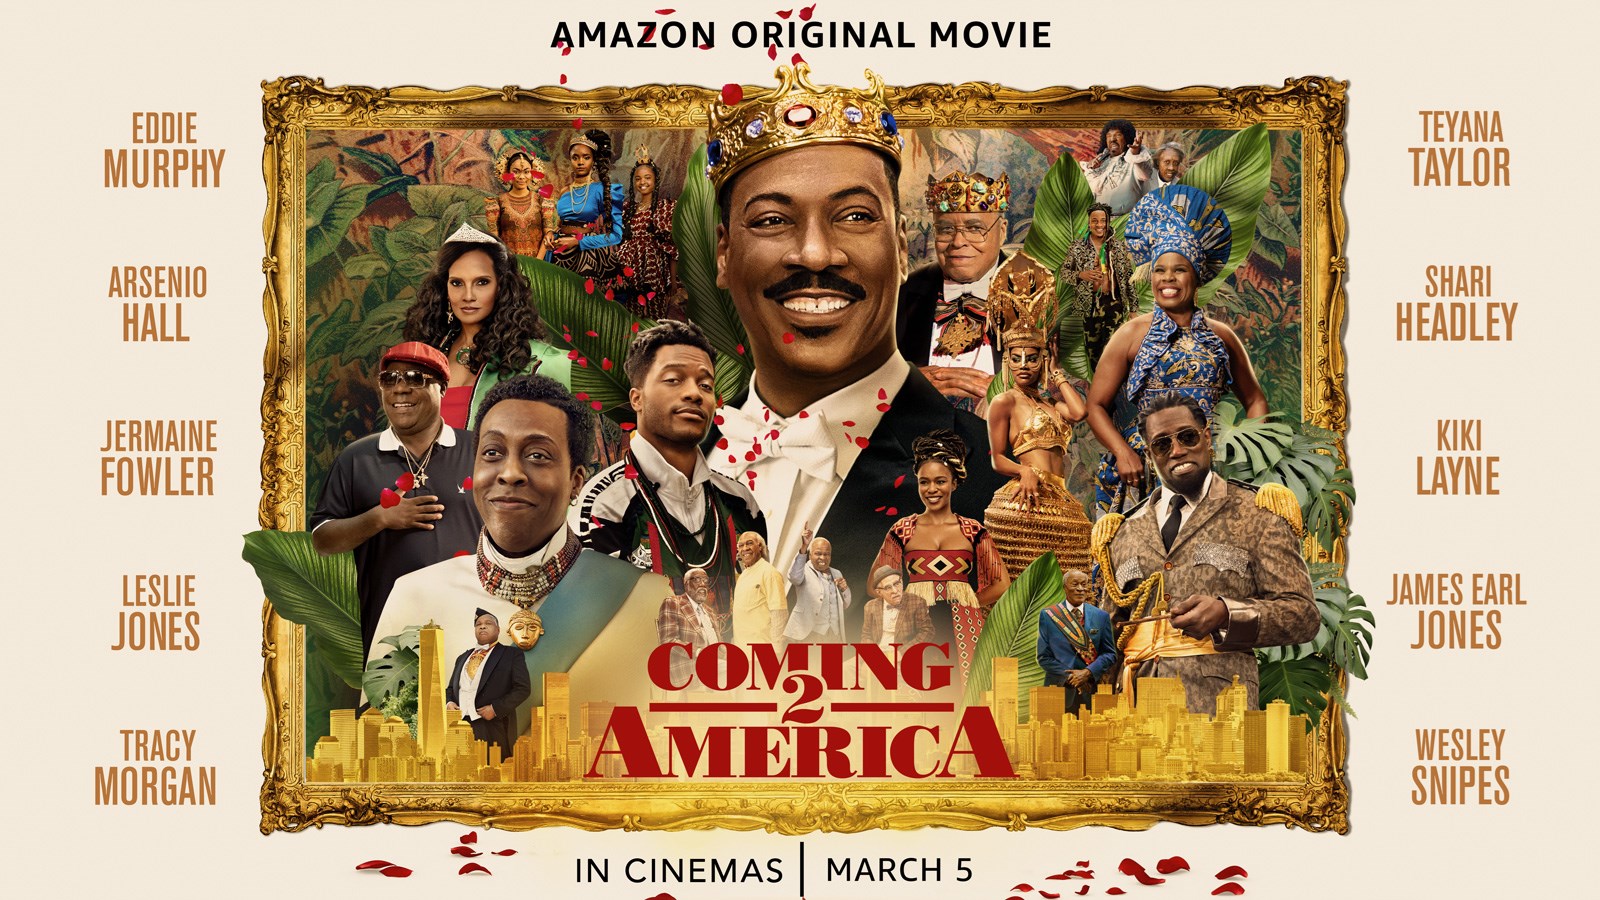 AMAZON ORIGINAL MOVIE
EDDIE
MURPHY
ARSENIO
HALL
JERMAINE
FOWLER
LESLIE
JONES
TRACY
MORGAN
TEYANA
TAYLOR
SHARI
HEADLEY
KIKI
LAYNE
JAMES EARL
JONES
WESLEY
SNIPES
COMING
2
AMERICA
IN CINEMAS | MARCH 5